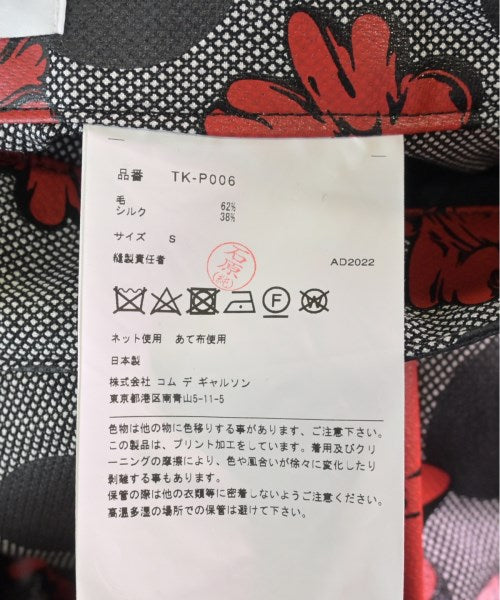 品番 TK-P006
毛 62%
シルク 38%
サイズ S
縫製責任者 石原 AD2022
F W
ネット使用 あて布使用
日本製
株式会社 コム デ ギャルソン
東京都港区南青山5-11-5
色物は他の物に色移りする事があります、ご注意下さい。
この製品は、プリント加工をしています。着用及びクリ
ーニングの摩擦により、色や風合いが徐々に変化したり
剥離する事もあります。
保管の際は他の衣類等に密着しないようご注意ください。
高温多湿の場所での保管は避けて下さい。